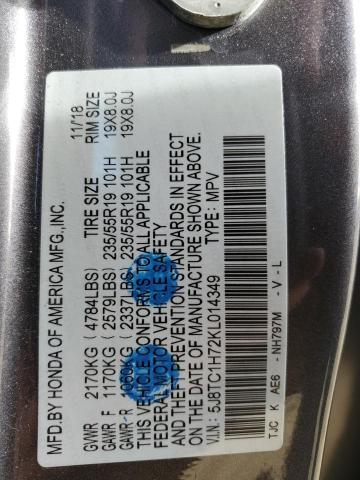 MFD.BY HONDA OF AMERICA MFG.,INC. 11/18
GVWR 2170KG (4784LBS) TIRE SIZE RIM SIZE
GAWR F 1170KG (2579LBS) 235/55R19 101H 19X8.0J
GAWR-R 1060KG (2337LBS) 235/55R19 101H 19X8.0J
THIS VEHICLE CONFORMS TO ALL APPLICABLE
FEDERAL MOTOR VEHICLE SAFETY
AND THEFT PREVENTION STANDARDS IN EFFECT
ON THE DATE OF MANUFACTURE SHOWN ABOVE.
V.I.N.: 5J8TC1H72KL014349 TYPE: MPV
TJC K AE6 - NH797M - V - L